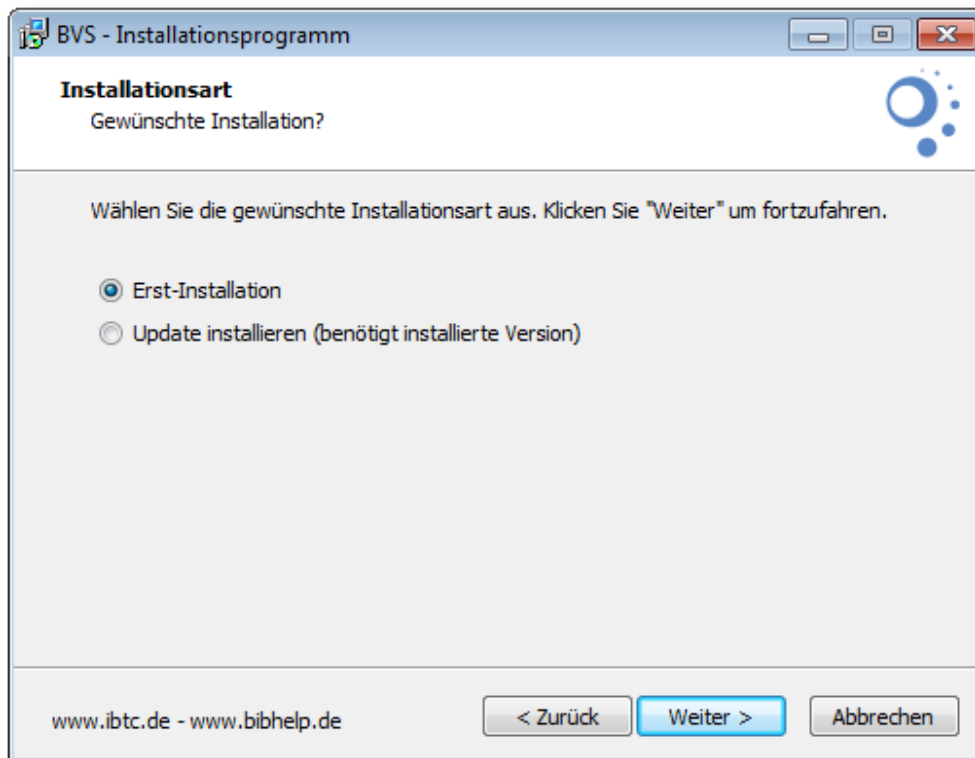 BVS - Installationsprogramm
Installationsart
Gewünschte Installation?
Wählen Sie die gewünschte Installationsart aus. Klicken Sie "Weiter" um fortzufahren.
Erst-Installation
Update installieren (benötigt installierte Version)
www.ibtc.de - www.bibhelp.de
< Zurück
Weiter >
Abbrechen